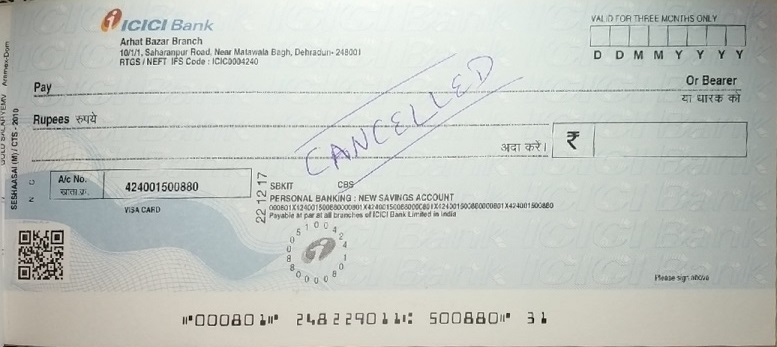 ICICI Bank
Arhat Bazar Branch
10/1/1, Saharanpur Road, Near Matawala Bagh, Dehradun- 248001
RTGS / NEFT IFS Code : ICIC0004240
VALID FOR THREE MONTHS ONLY
D D M M Y Y Y Y
Pay
Or Bearer
या धारक को
CANCELLED
Rupees रुपये
अदा करें।
₹
A/c No.
खाता.क्र.
424001500880
VISA CARD
22 12 17
SBKIT CBS
PERSONAL BANKING : NEW SAVINGS ACCOUNT
Payable at par at all branches of ICICI Bank Limited in India
SESHAASAI (M) / CTS - 2010
Please sign above
⑈000801⑈ 248229011⑆ 500880⑈ 31